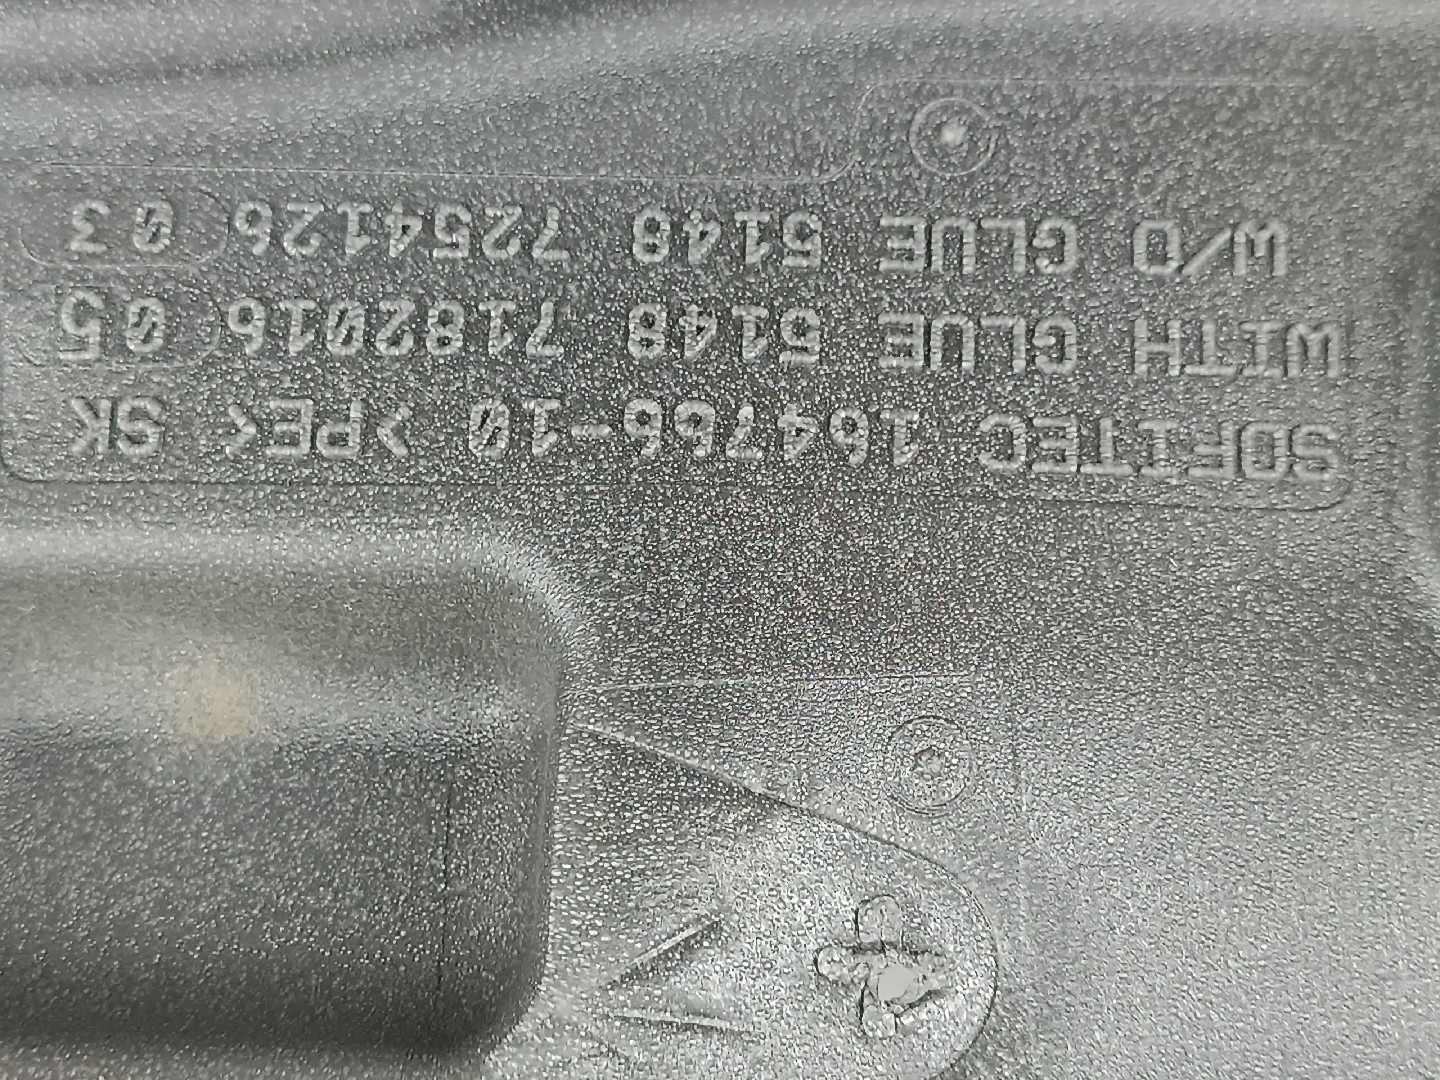 SOFITEC 164766-10 >PE< SK
WITH GLUE 5148 7182016 05
W/O GLUE 5148 7254126 03